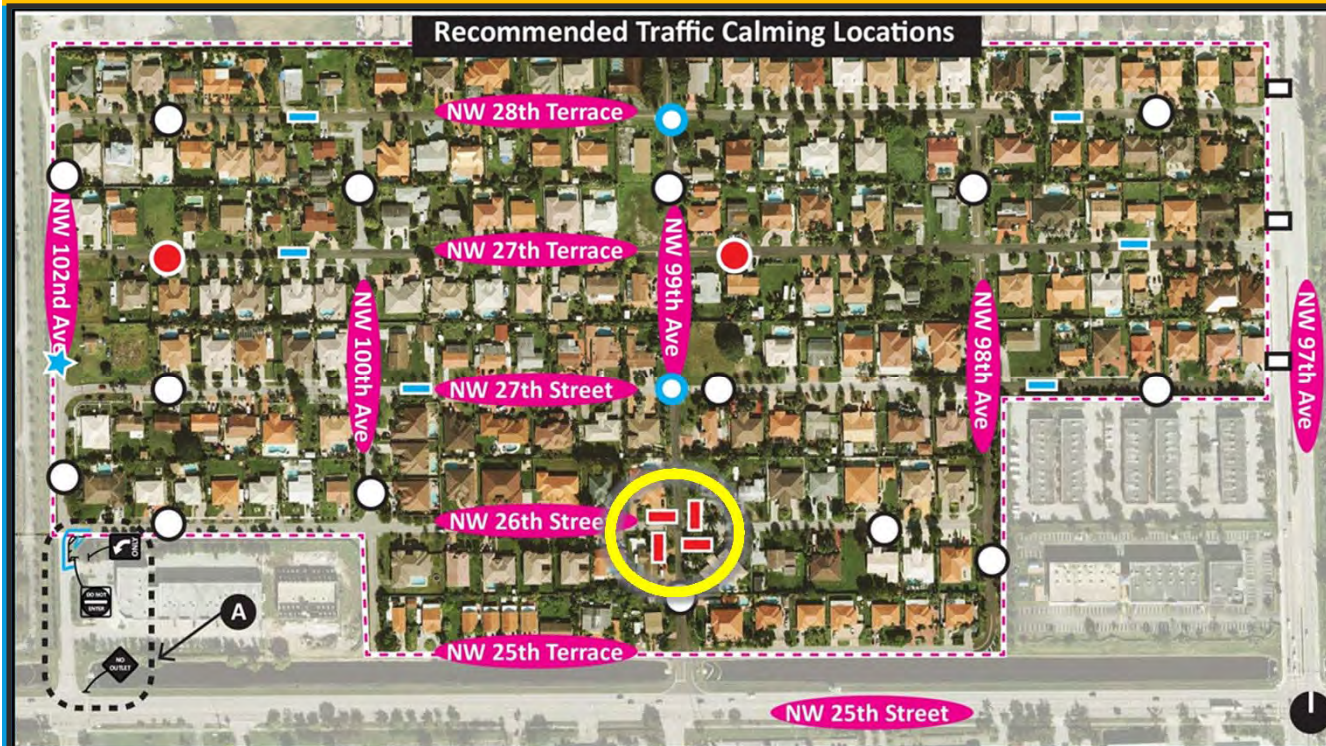 Recommended Traffic Calming Locations
NW 28th Terrace
NW 102nd Ave
NW 27th Terrace
NW 99th Ave
NW 100th Ave
NW 98th Ave
NW 97th Ave
NW 27th Street
NW 26th Street
ONLY
DO NOT
ENTER
A
NO
OUTLET
NW 25th Terrace
NW 25th Street